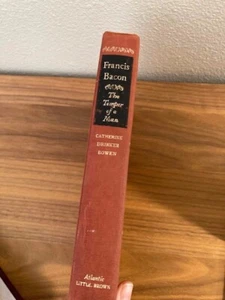 Francis
Bacon
The
Temper
of a
Man
CATHERINE
DRINKER
BOWEN
Atlantic
LITTLE, BROWN